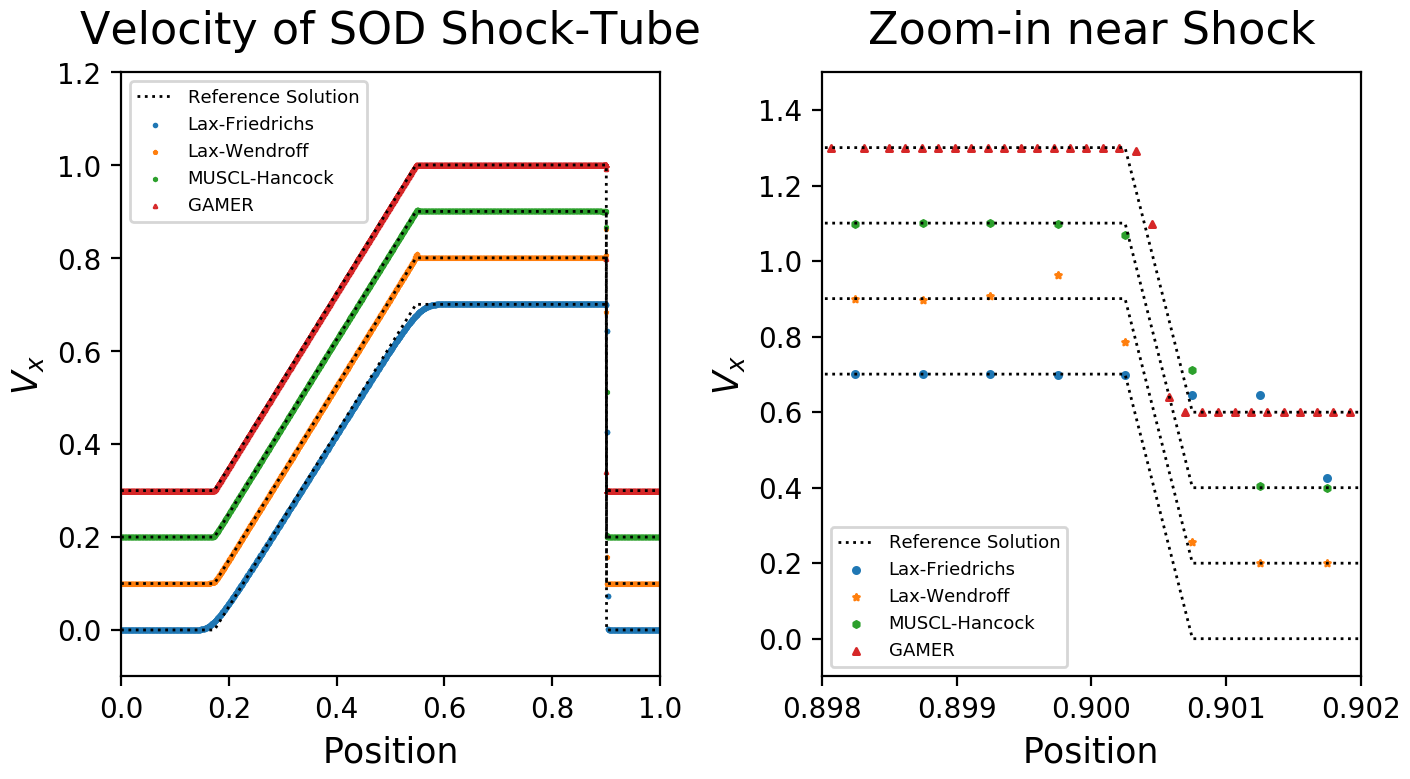 Velocity of SOD Shock-Tube
1.2
1.0
0.8
0.6
0.4
0.2
0.0
Vx
Reference Solution
Lax-Friedrichs
Lax-Wendroff
MUSCL-Hancock
GAMER
0.0 0.2 0.4 0.6 0.8 1.0
Position
Zoom-in near Shock
1.4
1.2
1.0
0.8
0.6
0.4
0.2
0.0
Vx
Reference Solution
Lax-Friedrichs
Lax-Wendroff
MUSCL-Hancock
GAMER
0.898 0.899 0.900 0.901 0.902
Position